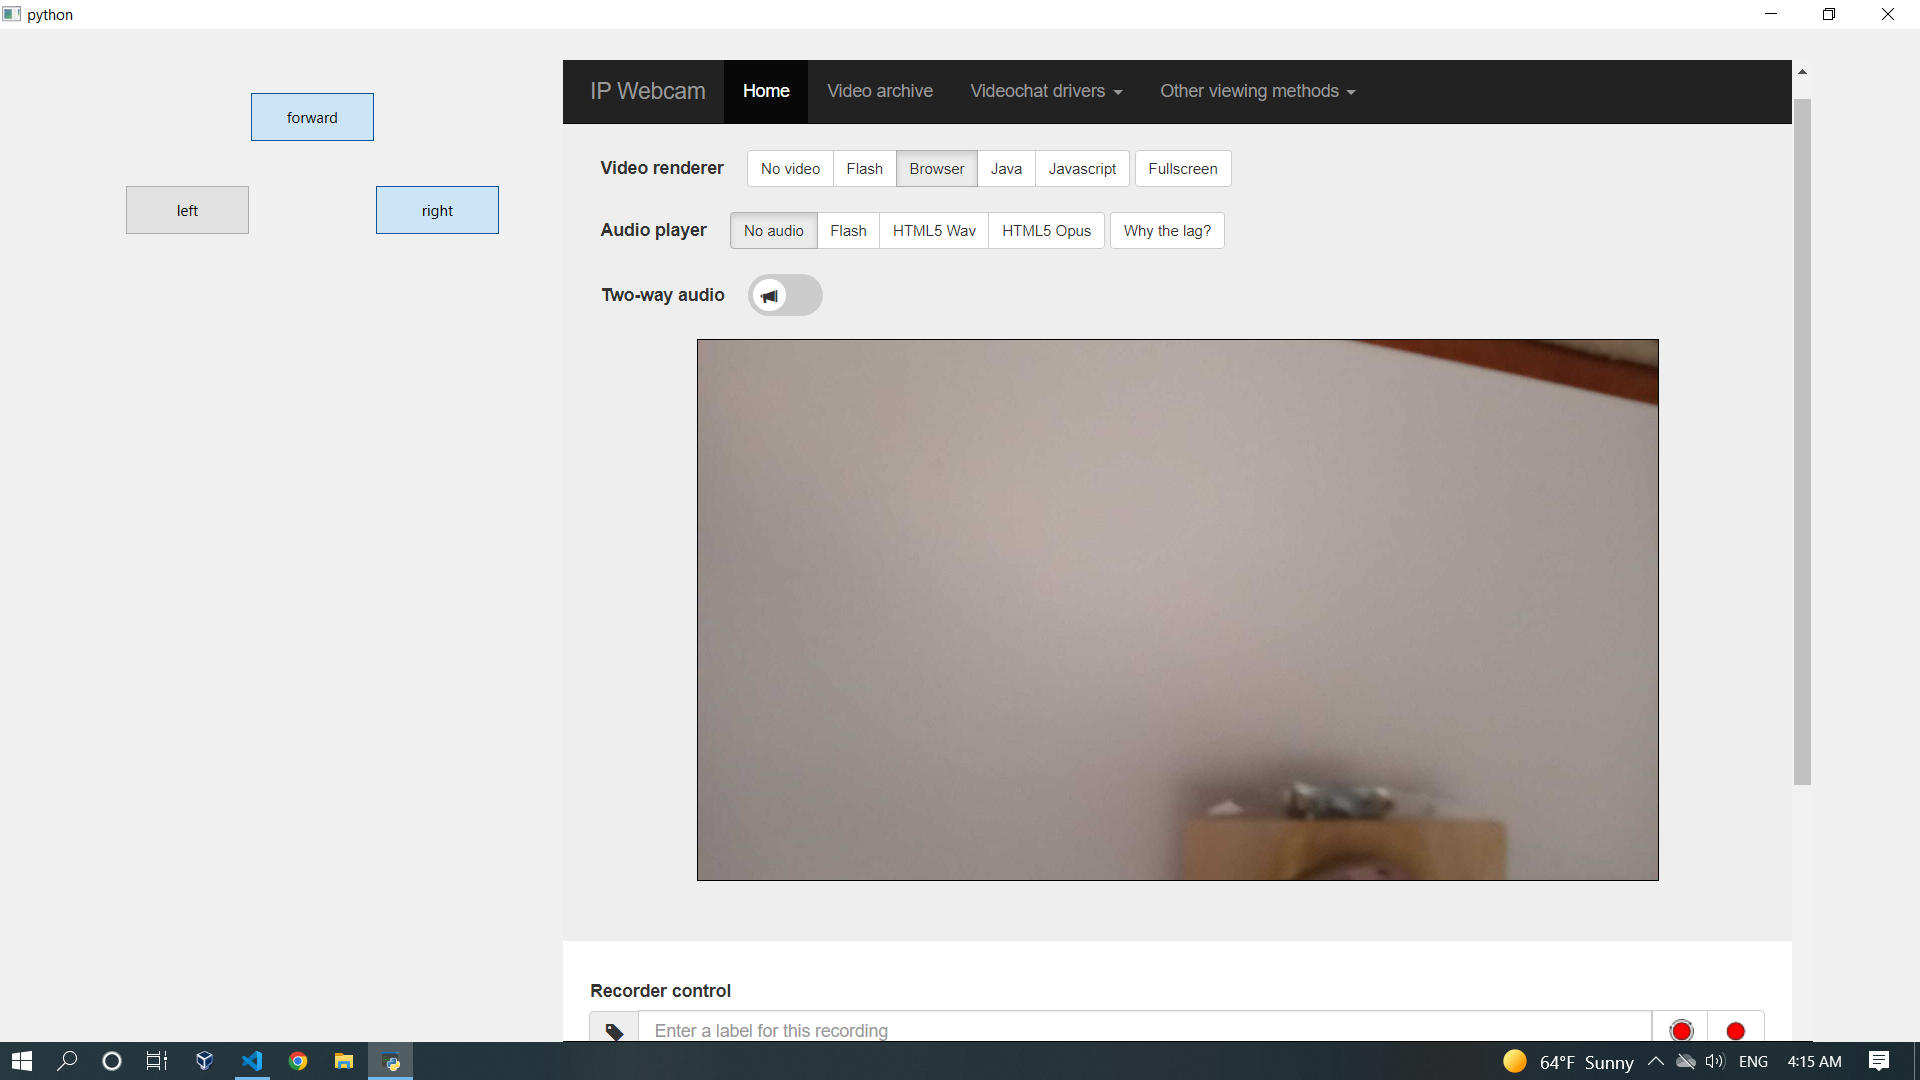 python
forward
left
right
IP Webcam Home Video archive Videochat drivers Other viewing methods
Video renderer No video Flash Browser Java Javascript Fullscreen
Audio player No audio Flash HTML5 Wav HTML5 Opus Why the lag?
Two-way audio
Recorder control
Enter a label for this recording
64°F Sunny ENG 4:15 AM